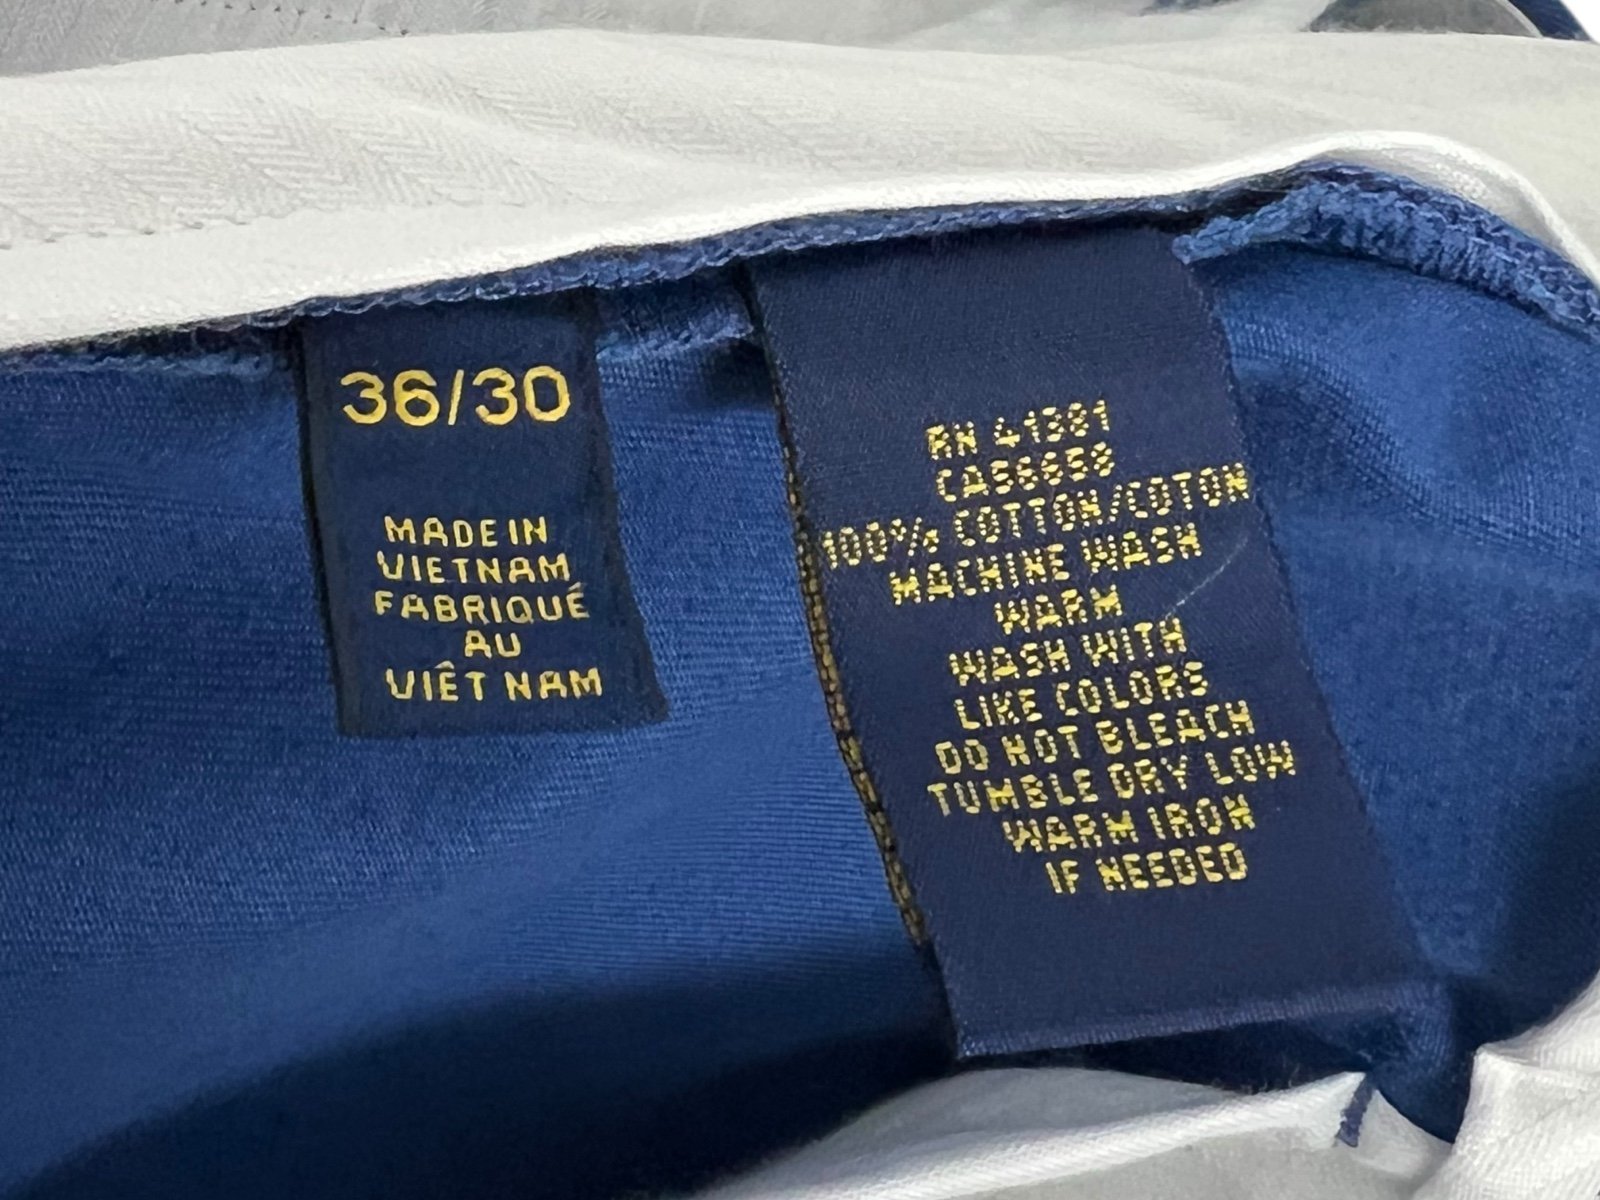 36/30
MADE IN
VIETNAM
FABRIQUÉ
AU
VIÊT NAM
RN 41381
CA56658
100% COTTON/COTON
MACHINE WASH
WARM
WASH WITH
LIKE COLORS
DO NOT BLEACH
TUMBLE DRY LOW
WARM IRON
IF NEEDED